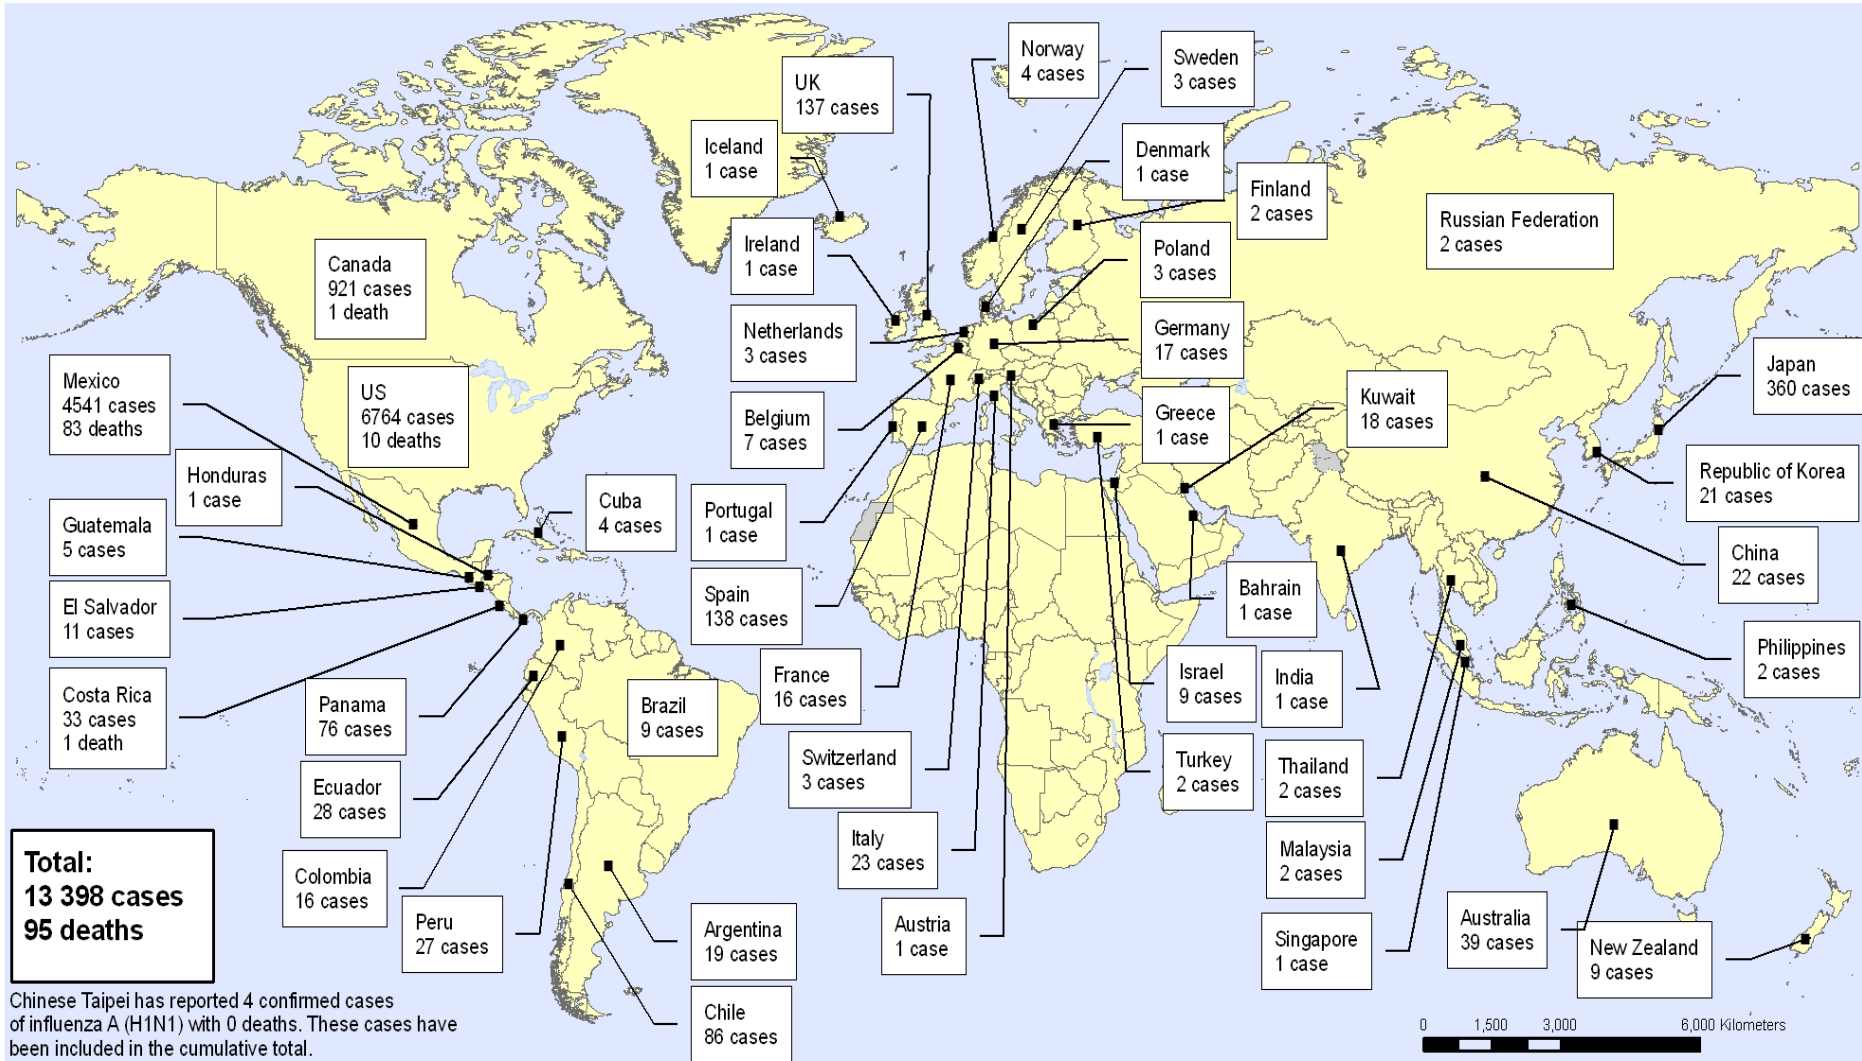 Norway
4 cases
Sweden
3 cases
UK
137 cases
Iceland
1 case
Denmark
1 case
Finland
2 cases
Russian Federation
2 cases
Ireland
1 case
Poland
3 cases
Canada
921 cases
1 death
Netherlands
3 cases
Germany
17 cases
Japan
360 cases
Mexico
4541 cases
83 deaths
US
6764 cases
10 deaths
Belgium
7 cases
Greece
1 case
Kuwait
18 cases
Honduras
1 case
Republic of Korea
21 cases
Guatemala
5 cases
Cuba
4 cases
Portugal
1 case
China
22 cases
El Salvador
11 cases
Spain
138 cases
Bahrain
1 case
Philippines
2 cases
Costa Rica
33 cases
1 death
Panama
76 cases
Brazil
9 cases
France
16 cases
Israel
9 cases
India
1 case
Ecuador
28 cases
Switzerland
3 cases
Turkey
2 cases
Thailand
2 cases
Italy
23 cases
Malaysia
2 cases
Total:
13 398 cases
95 deaths
Colombia
16 cases
Peru
27 cases
Argentina
19 cases
Austria
1 case
Singapore
1 case
Australia
39 cases
New Zealand
9 cases
Chile
86 cases
Chinese Taipei has reported 4 confirmed cases
of influenza A (H1N1) with 0 deaths. These cases have
been included in the cumulative total.
0 1,500 3,000 6,000 Kilometers